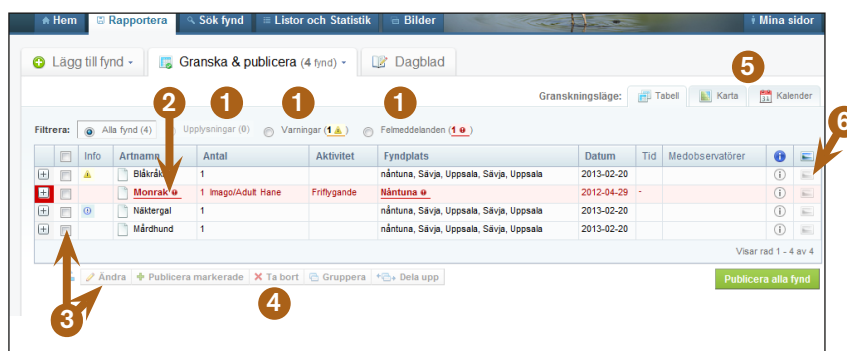 Hem Rapportera Sök fynd Listor och Statistik Bilder Mina sidor
Lägg till fynd Granska & publicera (4 fynd) Dagblad
5
Granskningsläge: Tabell Karta 31 Kalender
2 1 1 1
6
Filtrera: Alla fynd (4) Upplysningar (0) Varningar (1) Felmeddelanden (1)
Info Artnamn Antal Aktivitet Fyndplats Datum Tid Medobservatörer
Blåkråka 1 nåntuna, Sävja, Uppsala, Sävja, Uppsala 2013-02-20
Monrak 1 Imago/Adult Hane Friflygande Nåntuna 2012-04-29 -
Näktergal 1 nåntuna, Sävja, Uppsala, Sävja, Uppsala 2013-02-20
Mårdhund 1 nåntuna, Sävja, Uppsala, Sävja, Uppsala 2013-02-20
Visar rad 1 - 4 av 4
Ändra Publicera markerade Ta bort Gruppera Dela upp Publicera alla fynd
3 4